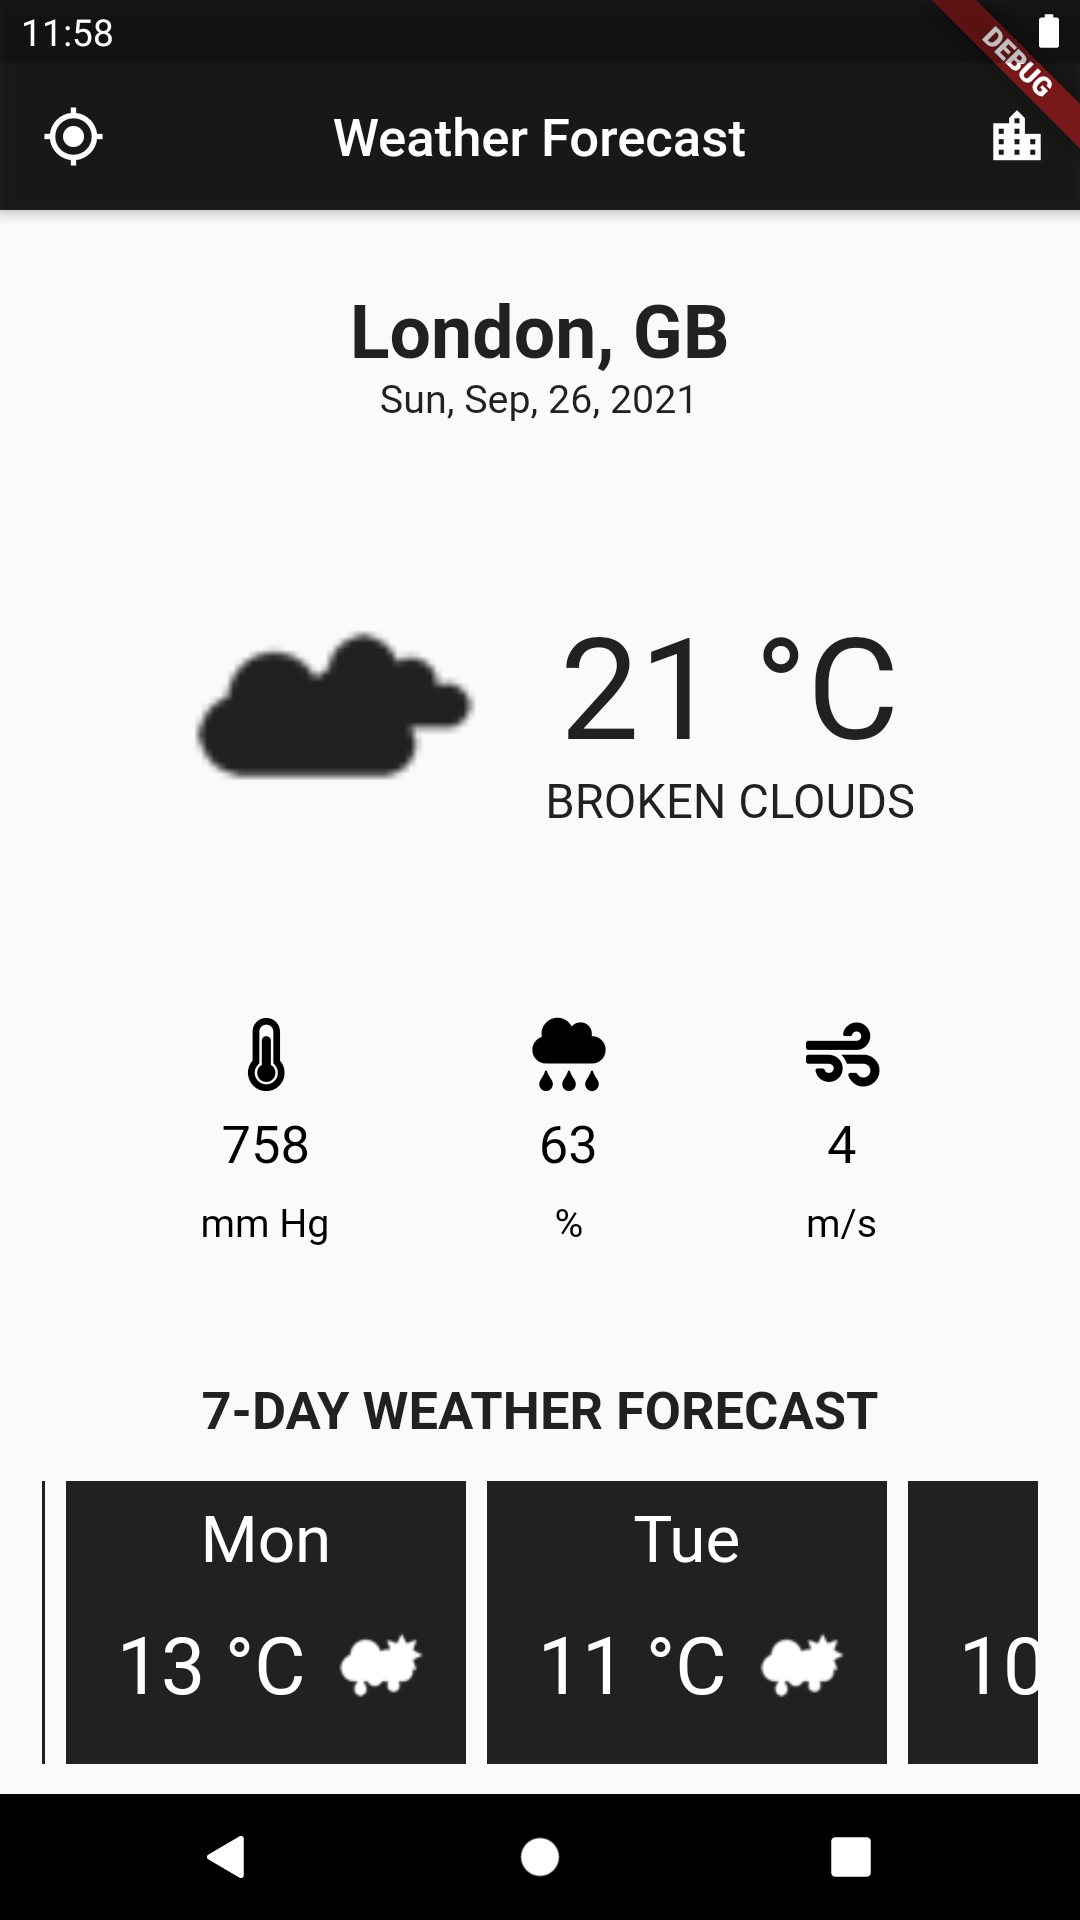 11:58
DEBUG
Weather Forecast
London, GB
Sun, Sep, 26, 2021
21 °C
BROKEN CLOUDS
758 63 4
mm Hg % m/s
7-DAY WEATHER FORECAST
Mon Tue
13 °C 11 °C 10